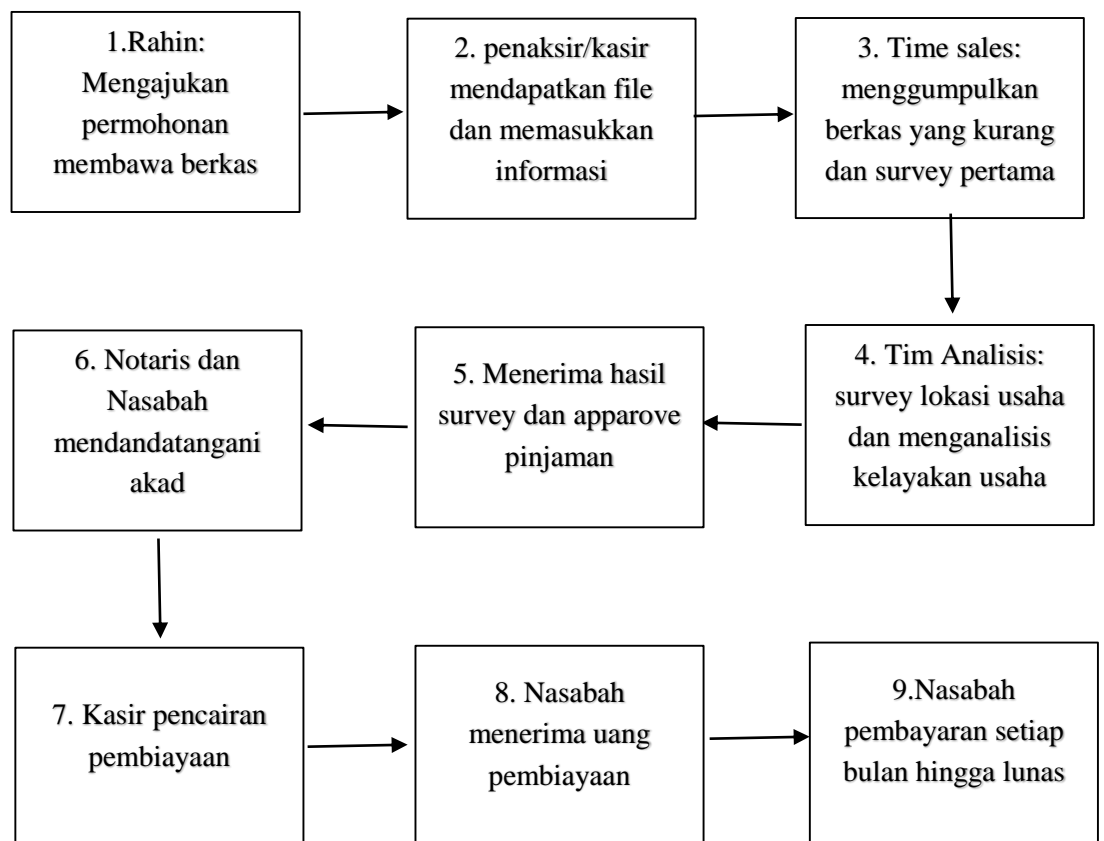 1.Rahin:
Mengajukan
permohonan
membawa berkas
2. penaksir/kasir
mendapatkan file
dan memasukkan
informasi
3. Time sales:
menggumpulkan
berkas yang kurang
dan survey pertama
4. Tim Analisis:
survey lokasi usaha
dan menganalisis
kelayakan usaha
5. Menerima hasil
survey dan apparove
pinjaman
6. Notaris dan
Nasabah
mendandatangani
akad
7. Kasir pencairan
pembiayaan
8. Nasabah
menerima uang
pembiayaan
9.Nasabah
pembayaran setiap
bulan hingga lunas